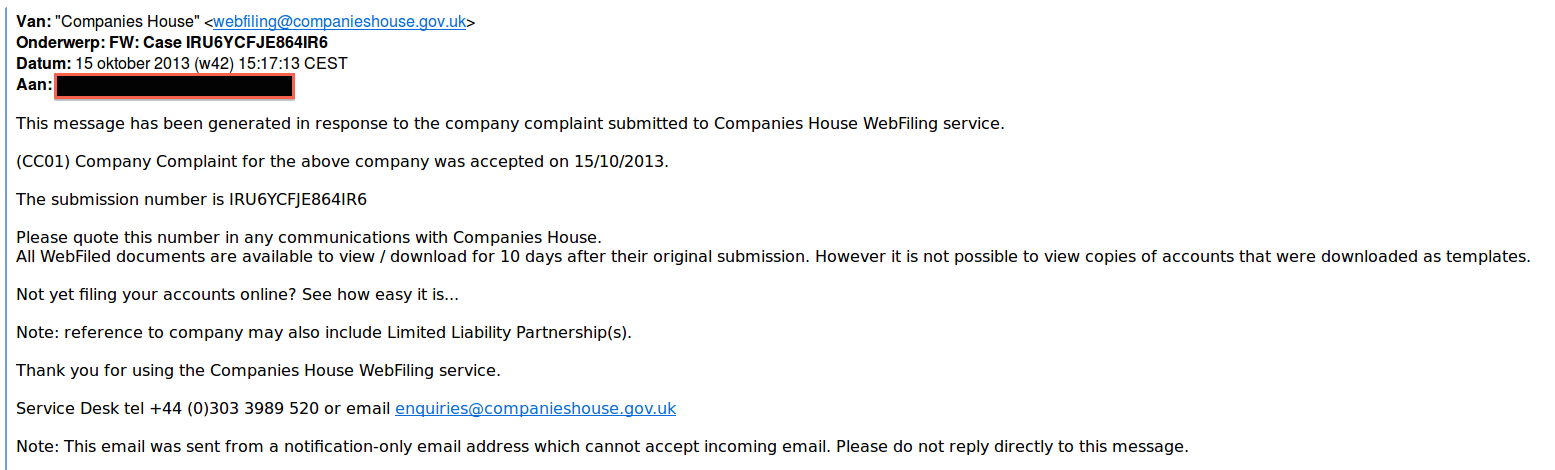 Van: "Companies House" <webfiling@companieshouse.gov.uk>
Onderwerp: FW: Case IRU6YCFJE864IR6
Datum: 15 oktober 2013 (w42) 15:17:13 CEST
Aan:
This message has been generated in response to the company complaint submitted to Companies House WebFiling service.
(CC01) Company Complaint for the above company was accepted on 15/10/2013.
The submission number is IRU6YCFJE864IR6
Please quote this number in any communications with Companies House.
All WebFiled documents are available to view / download for 10 days after their original submission. However it is not possible to view copies of accounts that were downloaded as templates.
Not yet filing your accounts online? See how easy it is...
Note: reference to company may also include Limited Liability Partnership(s).
Thank you for using the Companies House WebFiling service.
Service Desk tel +44 (0)303 3989 520 or email enquiries@companieshouse.gov.uk
Note: This email was sent from a notification-only email address which cannot accept incoming email. Please do not reply directly to this message.